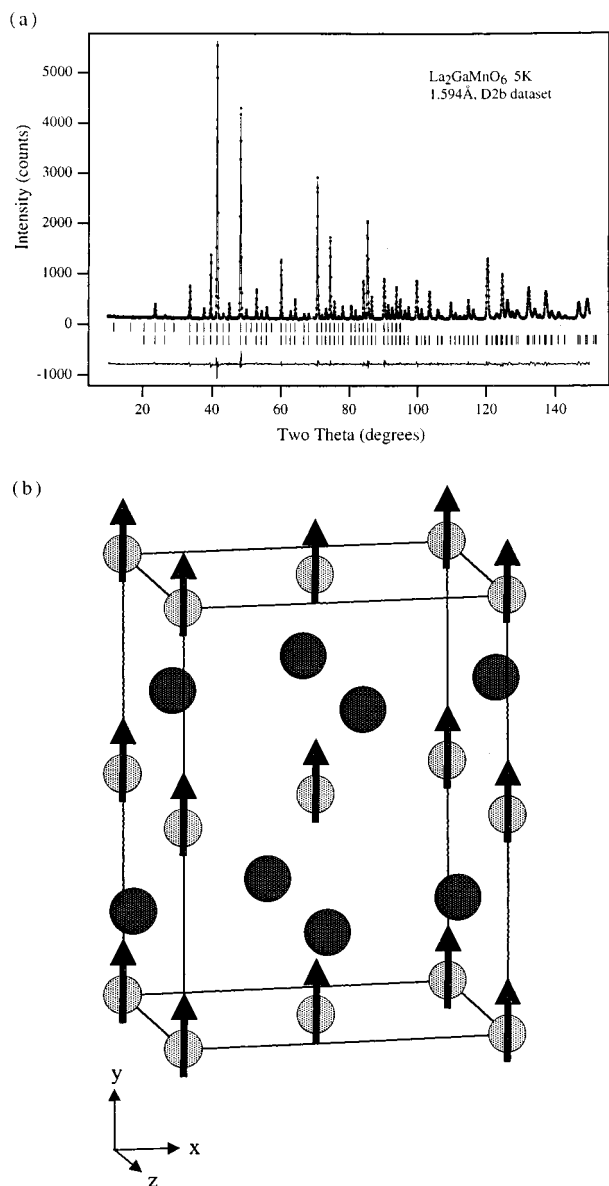 (a)
La₂GaMnO₆ 5K
1.594Å, D2b dataset
Intensity (counts)
5000
4000
3000
2000
1000
0
-1000
20 40 60 80 100 120 140
Two Theta (degrees)
(b)
y
x
z